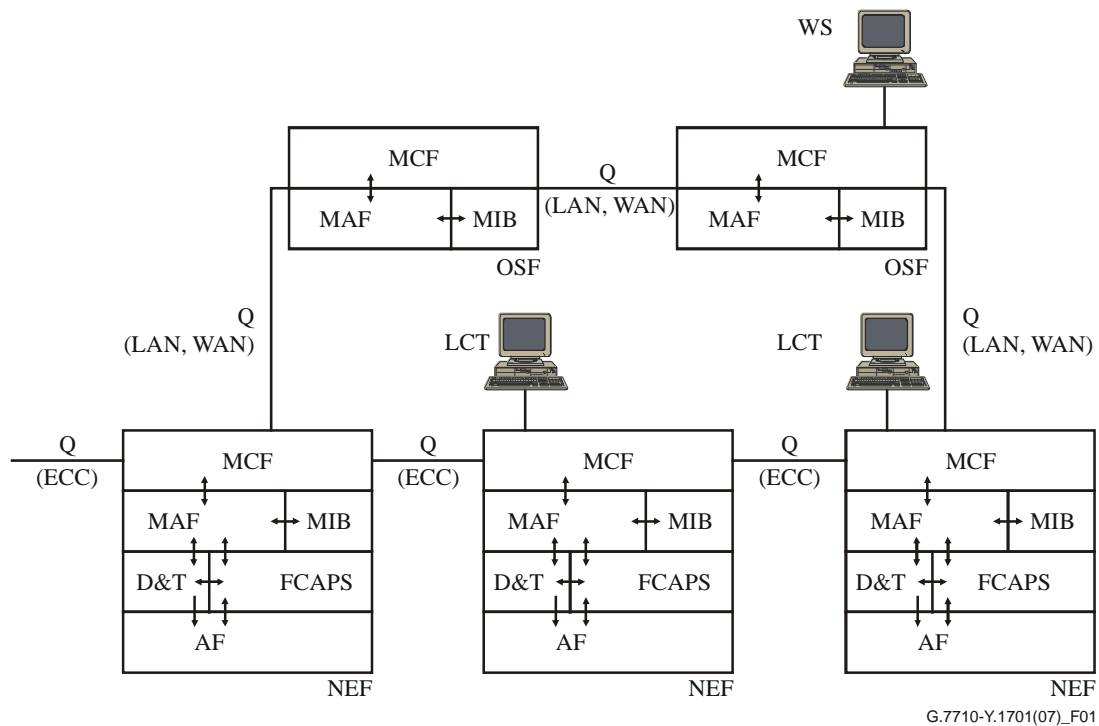 WS
MCF
MCF
Q
(LAN, WAN)
MAF
MIB
MAF
MIB
OSF
OSF
Q
(LAN, WAN)
LCT
LCT
Q
(LAN, WAN)
Q
(ECC)
MCF
Q
(ECC)
MCF
Q
(ECC)
MCF
MAF
MIB
MAF
MIB
MAF
MIB
D&T
FCAPS
D&T
FCAPS
D&T
FCAPS
AF
AF
AF
NEF
NEF
NEF
G.7710-Y.1701(07)_F01